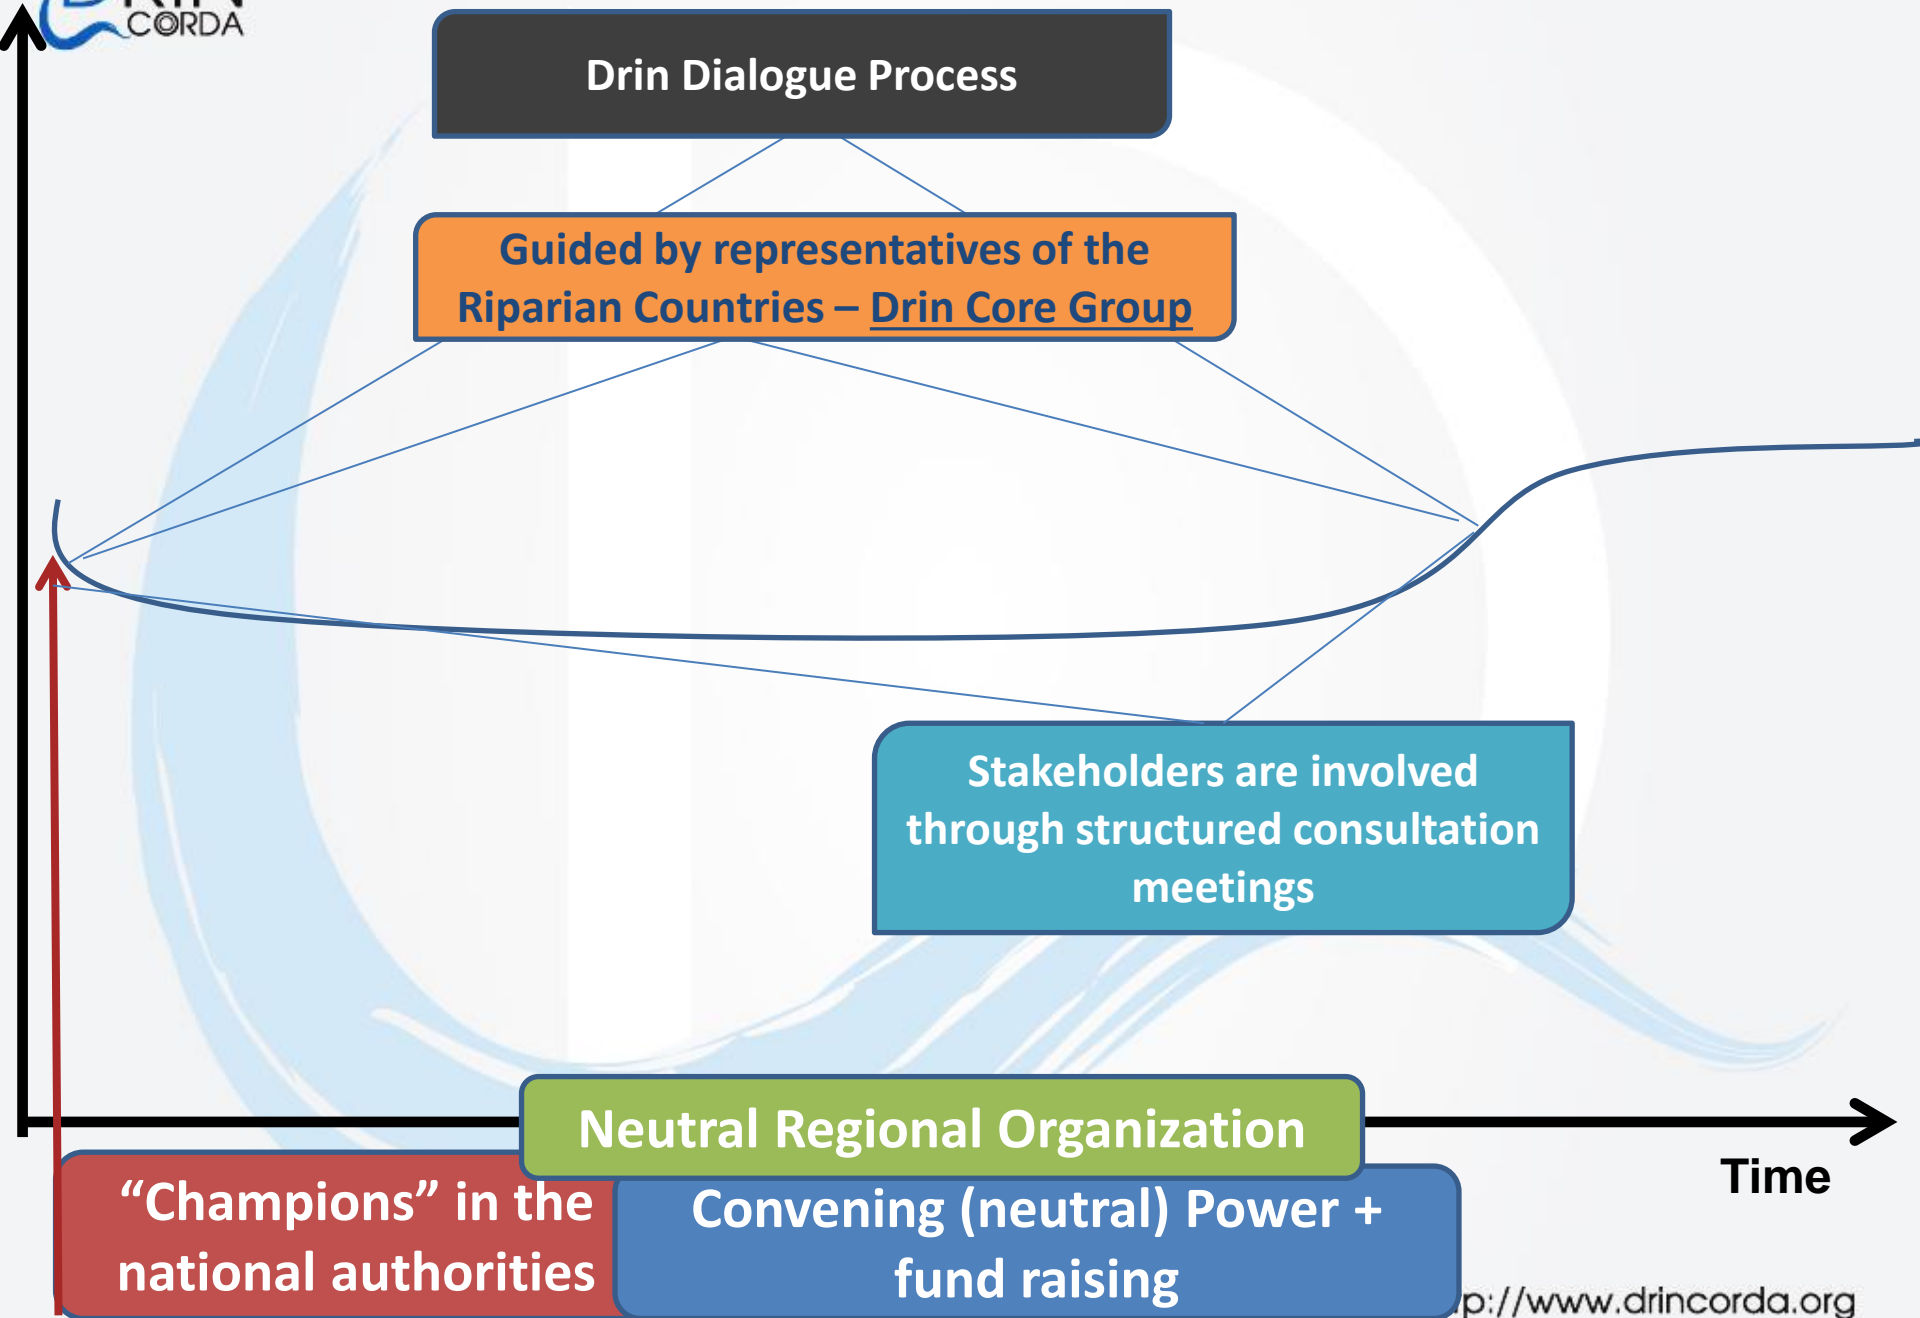 CORDA
Drin Dialogue Process
Guided by representatives of the
Riparian Countries – Drin Core Group
Stakeholders are involved
through structured consultation
meetings
Neutral Regional Organization
Time
“Champions” in the
national authorities
Convening (neutral) Power +
fund raising
p://www.drincorda.org